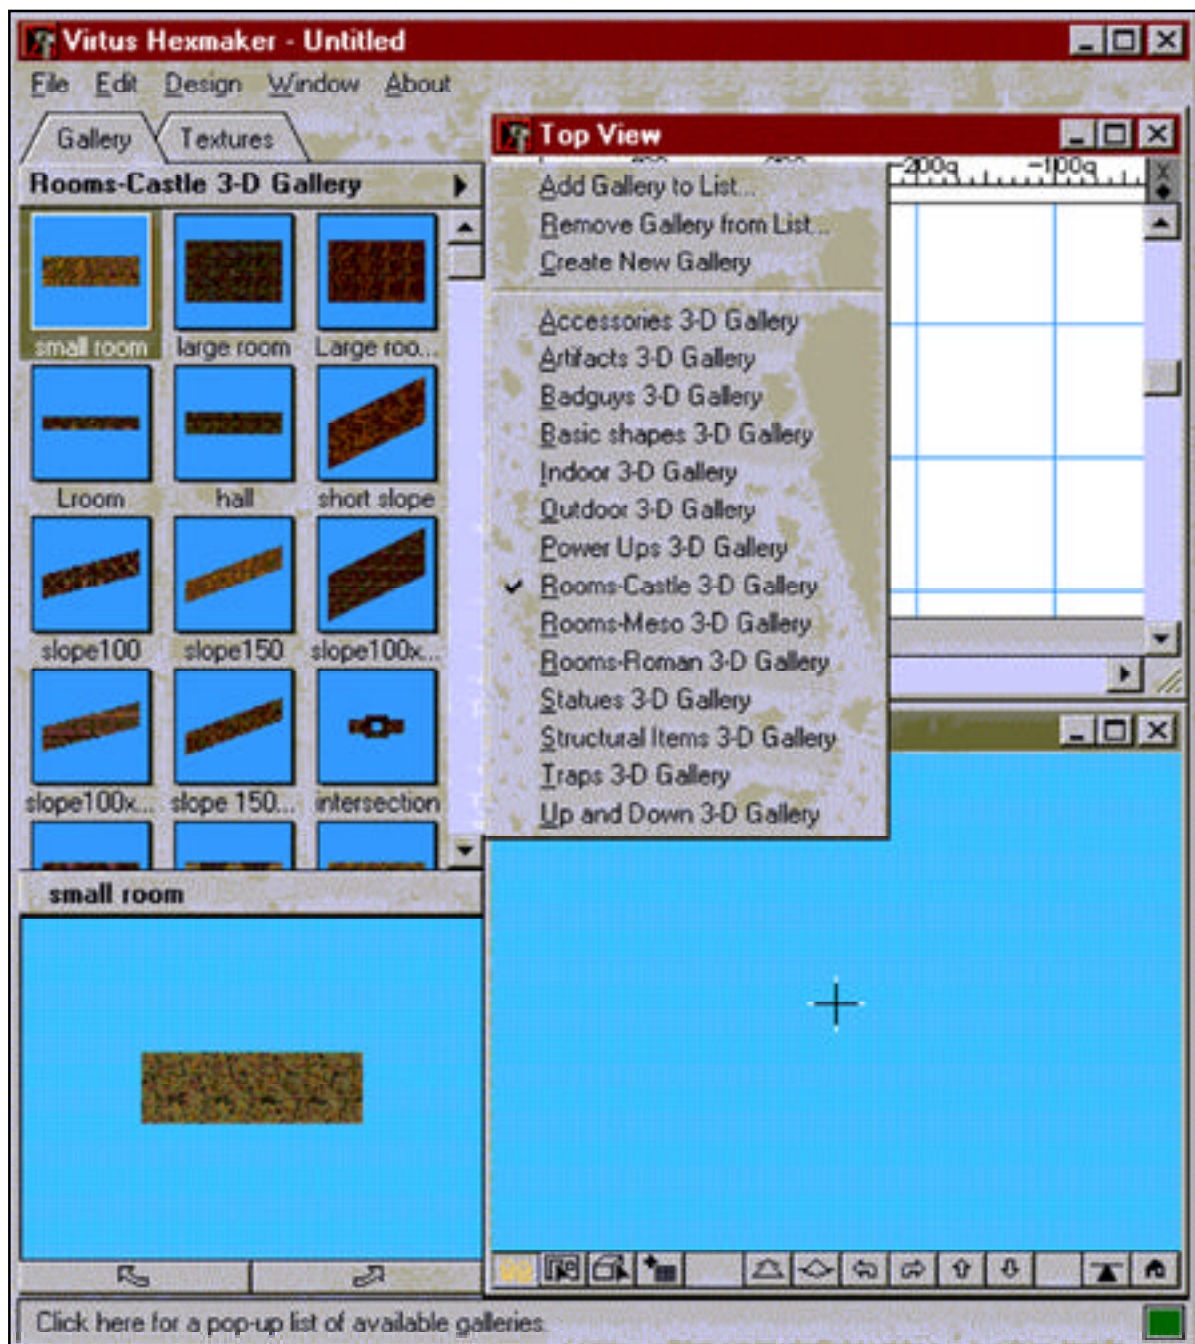 Virtus Hexmaker - Untitled
File Edit Design Window About
Gallery Textures
Rooms-Castle 3-D Gallery
small room large room Large roo...
Lroom hall short slope
slope100 slope150 slope100x...
slope100x... slope 150... intersection
small room
Top View
-200 -100
Add Gallery to List...
Remove Gallery from List...
Create New Gallery
Accessories 3-D Gallery
Artifacts 3-D Gallery
Badguys 3-D Gallery
Basic shapes 3-D Gallery
Indoor 3-D Gallery
Outdoor 3-D Gallery
Power Ups 3-D Gallery
Rooms-Castle 3-D Gallery
Rooms-Meso 3-D Gallery
Rooms-Roman 3-D Gallery
Statues 3-D Gallery
Structural Items 3-D Gallery
Traps 3-D Gallery
Up and Down 3-D Gallery
Click here for a pop-up list of available galleries.